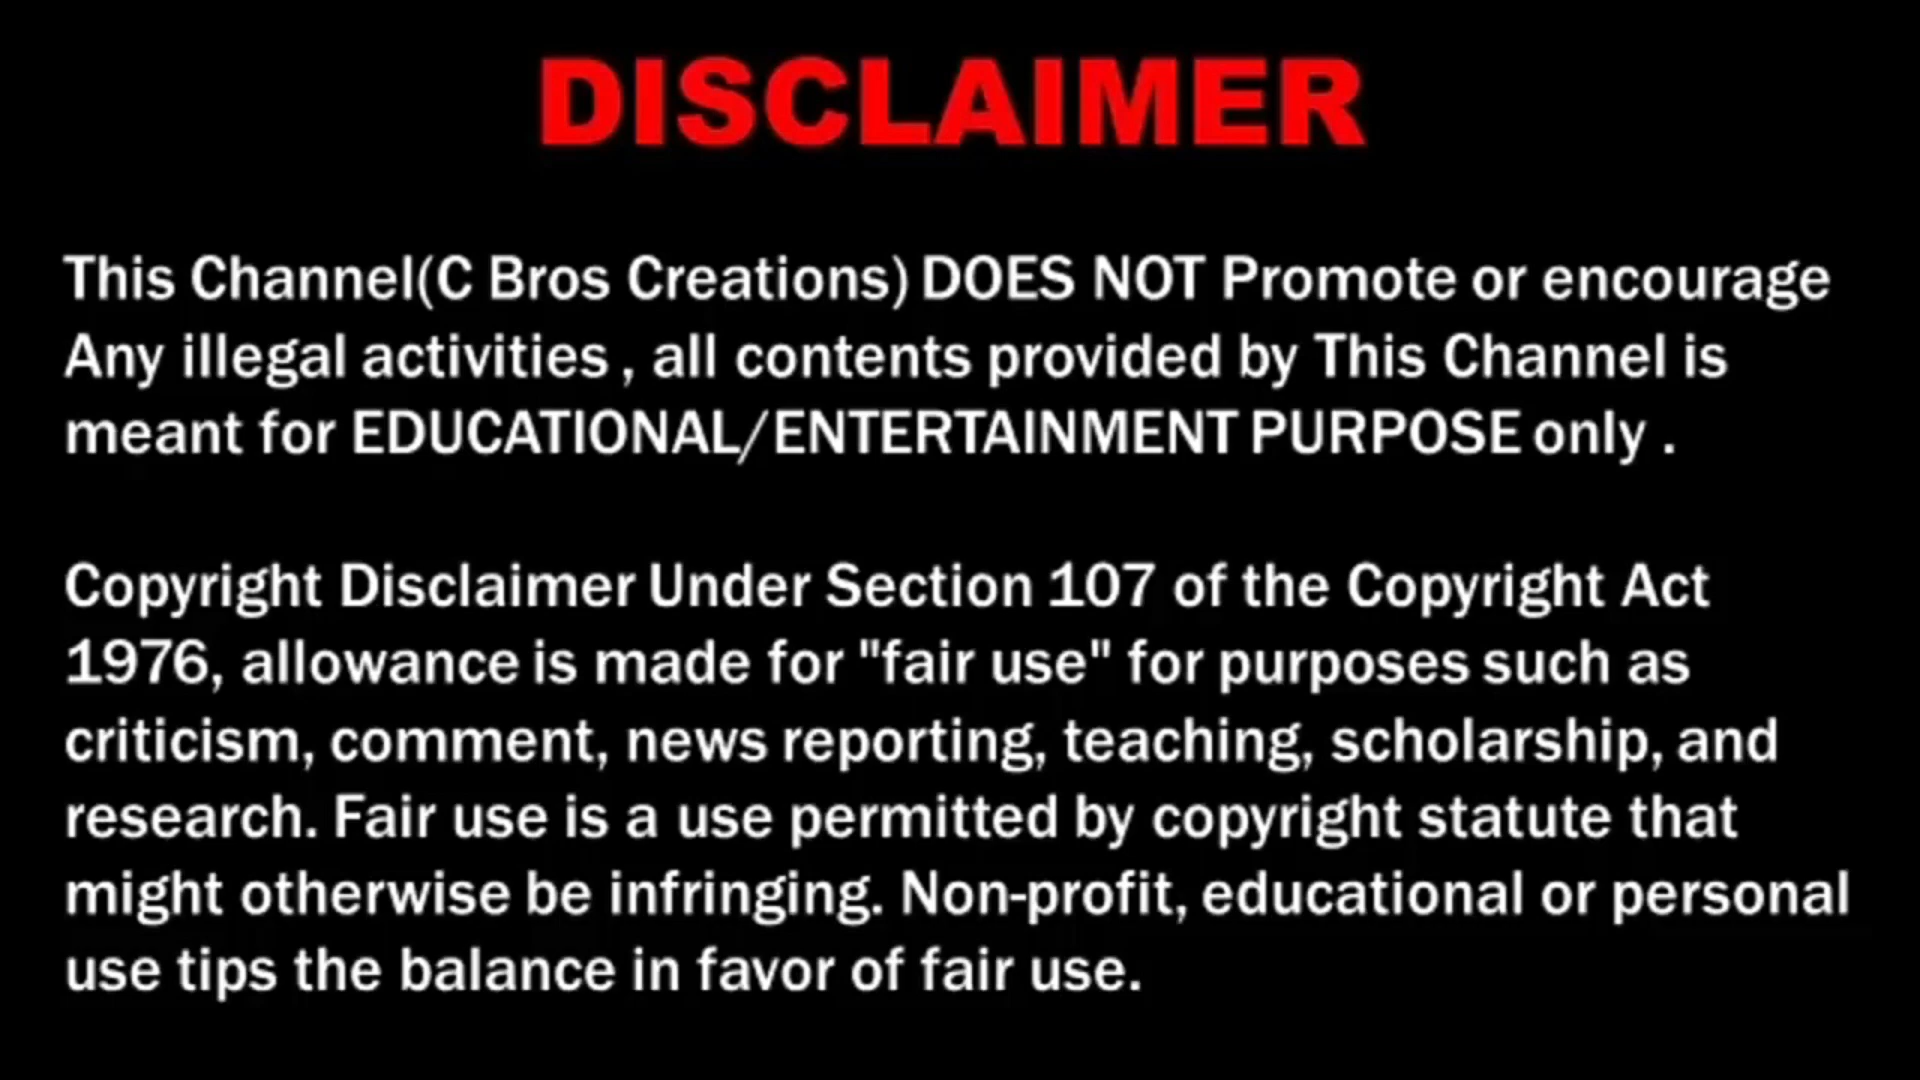 DISCLAIMER
This Channel(C Bros Creations) DOES NOT Promote or encourage
Any illegal activities , all contents provided by This Channel is
meant for EDUCATIONAL/ENTERTAINMENT PURPOSE only .
Copyright Disclaimer Under Section 107 of the Copyright Act
1976, allowance is made for "fair use" for purposes such as
criticism, comment, news reporting, teaching, scholarship, and
research. Fair use is a use permitted by copyright statute that
might otherwise be infringing. Non-profit, educational or personal
use tips the balance in favor of fair use.